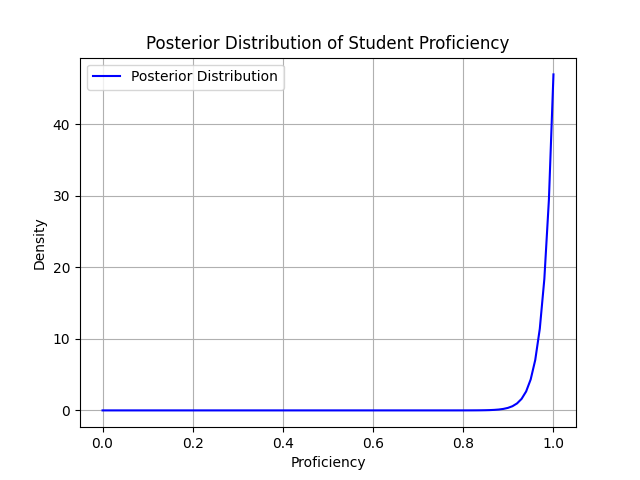 Posterior Distribution of Student Proficiency
Posterior Distribution
40
30
20
10
0
Density
0.0 0.2 0.4 0.6 0.8 1.0
Proficiency